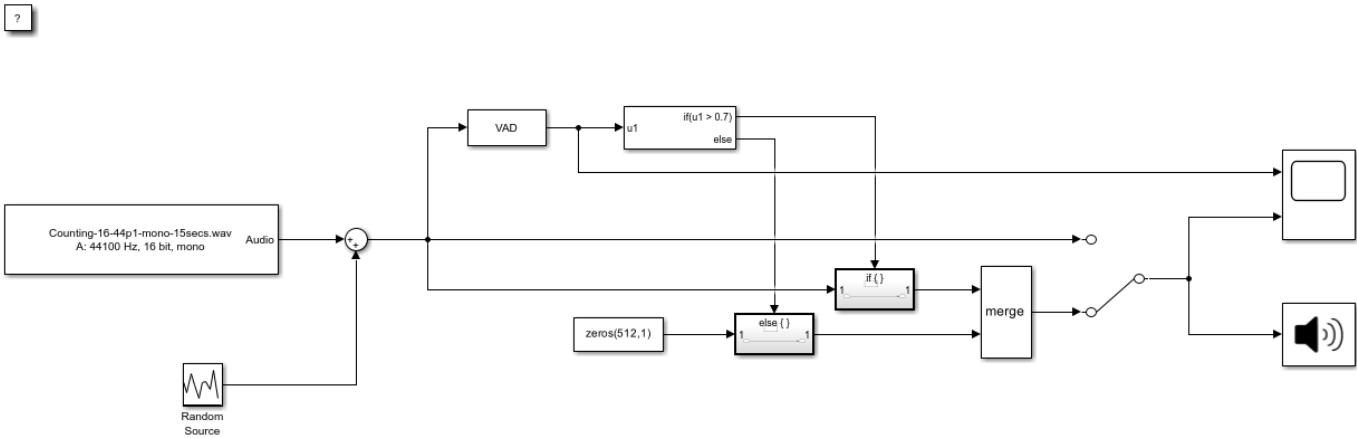 ?
VAD
if(u1 > 0.7)
u1
else
Counting-16-44p1-mono-15secs.wav
A: 44100 Hz, 16 bit, mono
Audio
+
+
if { }
1
1
merge
else { }
zeros(512,1)
1
1
Random
Source